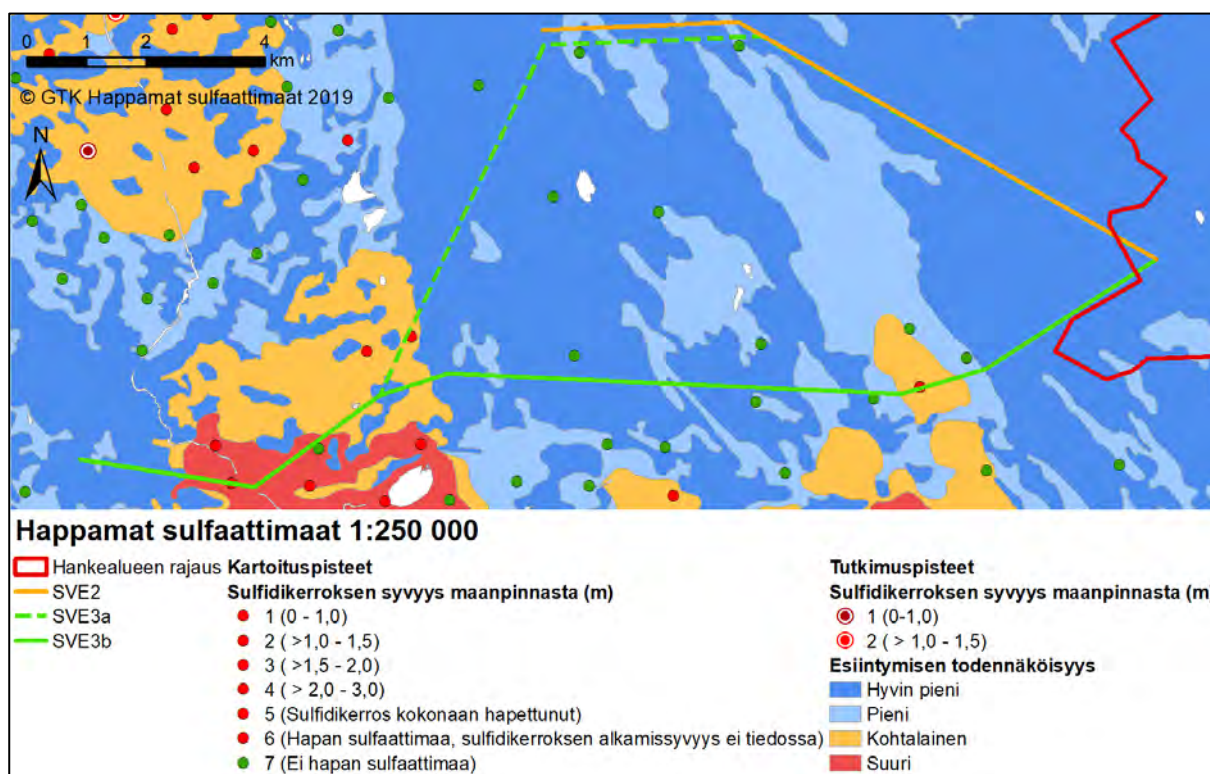 0 1 2 4
km
© GTK Happamat sulfaattimaat 2019
N
Happamat sulfaattimaat 1:250 000
Hankealueen rajaus
SVE2
SVE3a
SVE3b
Kartoituspisteet
Sulfidikerroksen syvyys maanpinnasta (m)
1 (0 - 1,0)
2 ( >1,0 - 1,5)
3 ( >1,5 - 2,0)
4 ( > 2,0 - 3,0)
5 (Sulfidikerros kokonaan hapettunut)
6 (Hapan sulfaattimaa, sulfidikerroksen alkamissyvyys ei tiedossa)
7 (Ei hapan sulfaattimaa)
Tutkimuspisteet
Sulfidikerroksen syvyys maanpinnasta (m
1 (0-1,0)
2 ( > 1,0 - 1,5)
Esiintymisen todennäköisyys
Hyvin pieni
Pieni
Kohtalainen
Suuri